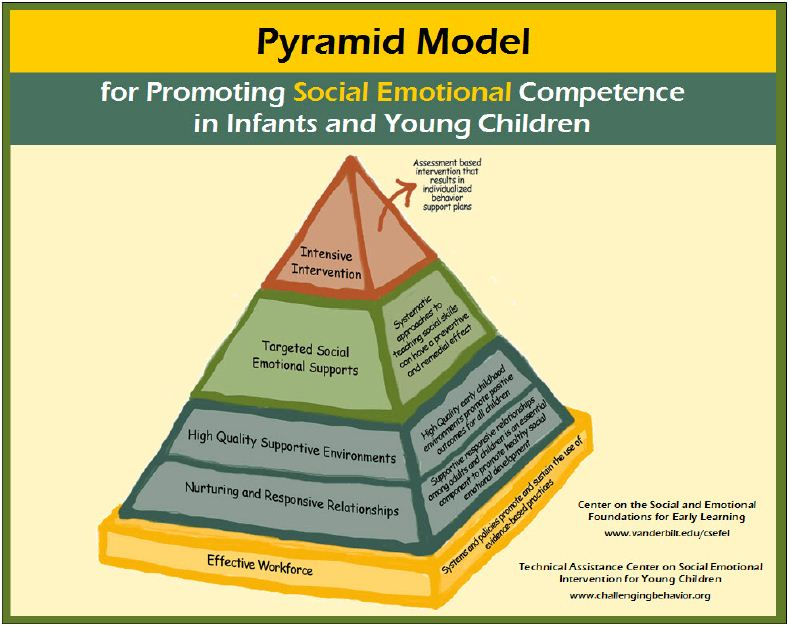 Pyramid Model
for Promoting Social Emotional Competence
in Infants and Young Children
Assessment based
intervention that
results in
individualized
behavior
support plans
Intensive
Intervention
Systematic
approaches to
teaching social skills
can have a preventive
and remedial effect
Targeted Social
Emotional Supports
High Quality early childhood
environments promote positive
outcomes for all children
High Quality Supportive Environments
Supportive responsive relationships
among adults and children is an essential
component to promote healthy social
emotional development
Nurturing and Responsive Relationships
Systems and policies promote and sustain the use of
evidence-based practices
Effective Workforce
Center on the Social and Emotional
Foundations for Early Learning
www.vanderbilt.edu/csefel
Technical Assistance Center on Social Emotional
Intervention for Young Children
www.challengingbehavior.org